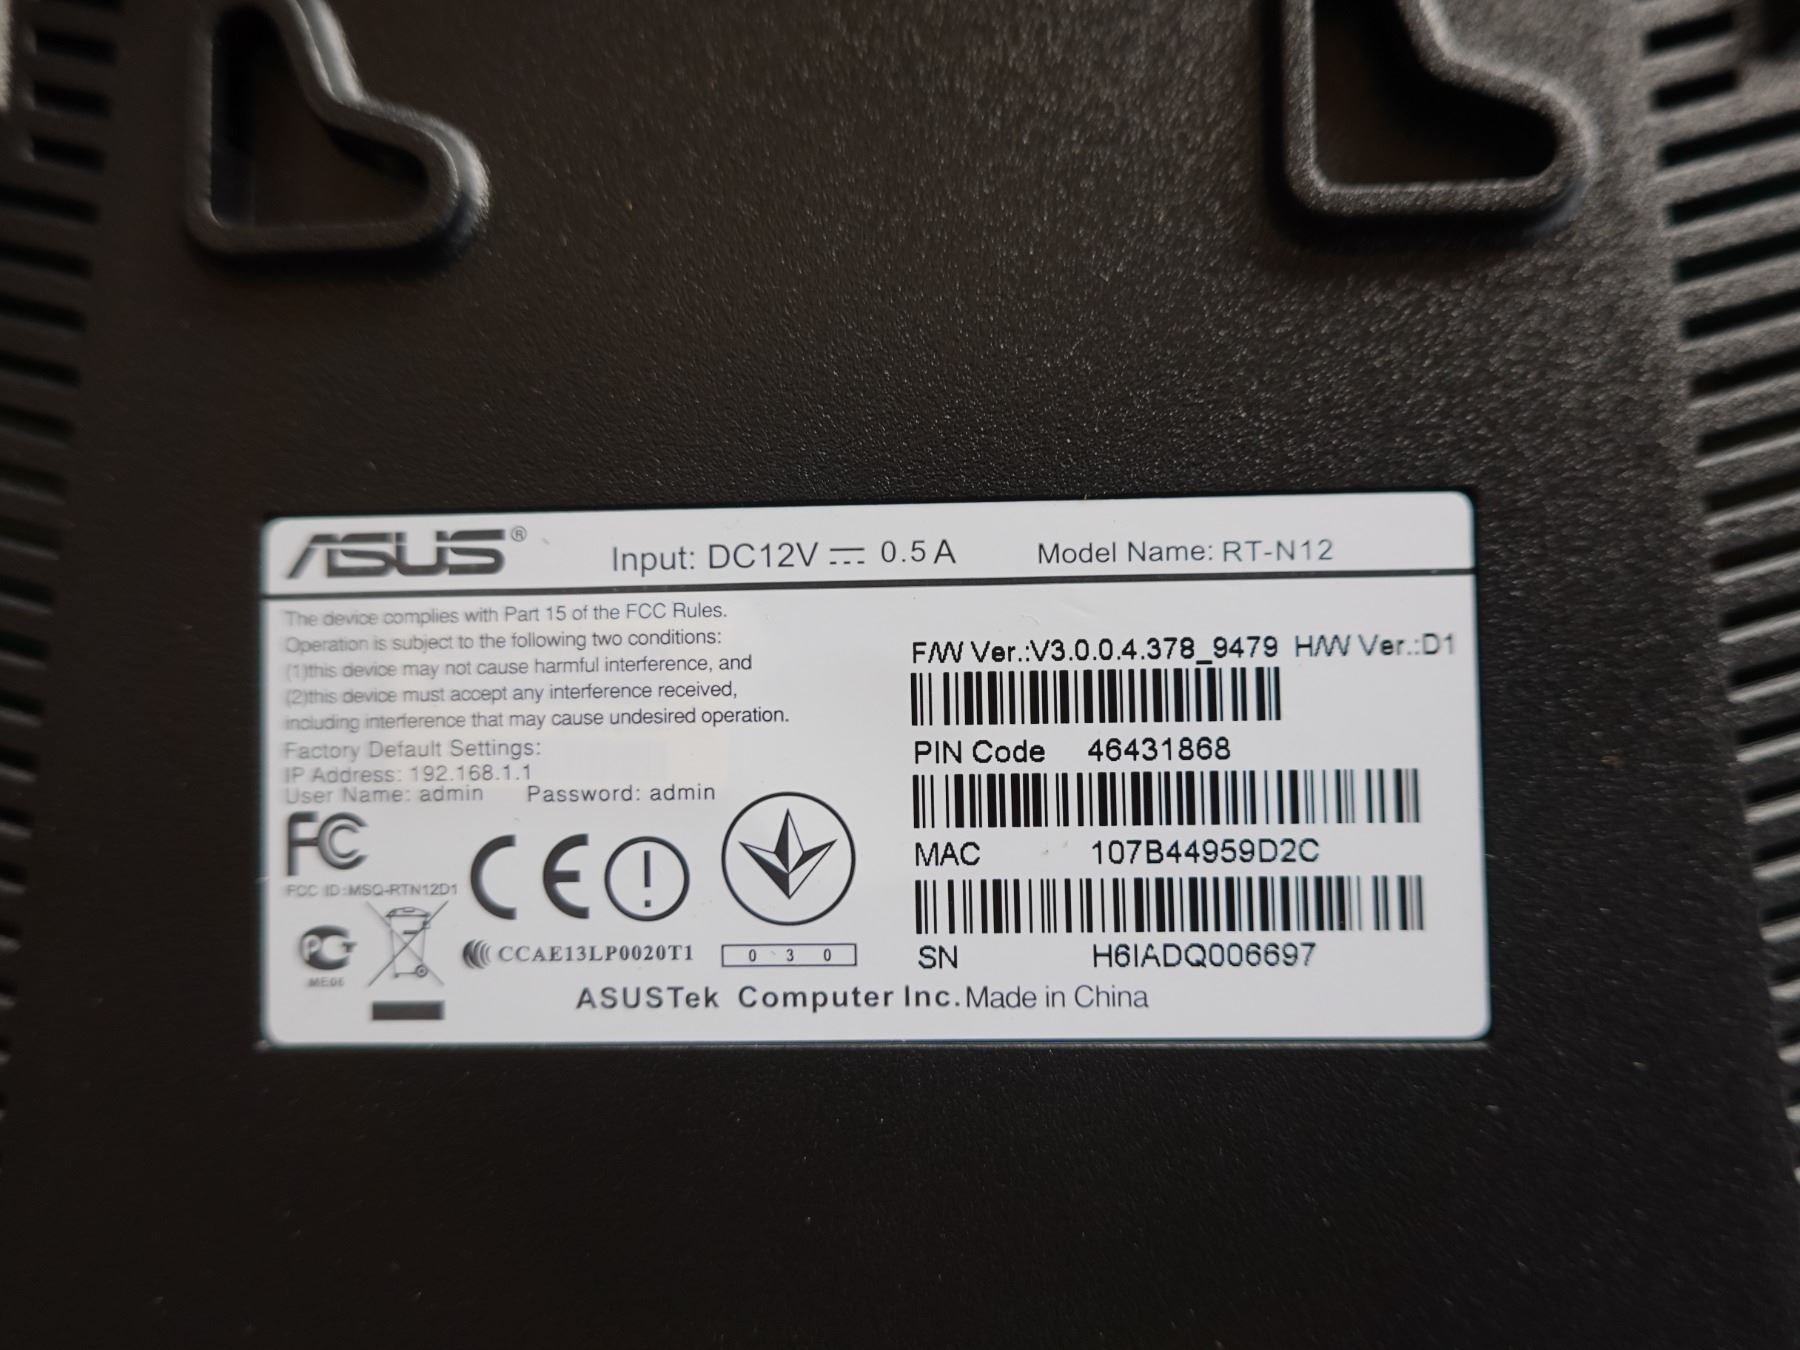 ASUS® Input: DC12V 0.5A Model Name: RT-N12
The device complies with Part 15 of the FCC Rules.
Operation is subject to the following two conditions:
(1)this device may not cause harmful interference, and
(2)this device must accept any interference received,
including interference that may cause undesired operation.
Factory Default Settings:
IP Address: 192.168.1.1
User Name: admin Password: admin
FC
FCC ID:MSQ-RTN12D1
CE
PCT
ME06
CCAE13LP0020T1
0 3 0
F/W Ver.:V3.0.0.4.378_9479 H/W Ver.:D1
PIN Code 46431868
MAC 107B44959D2C
SN H6IADQ006697
ASUSTek Computer Inc. Made in China